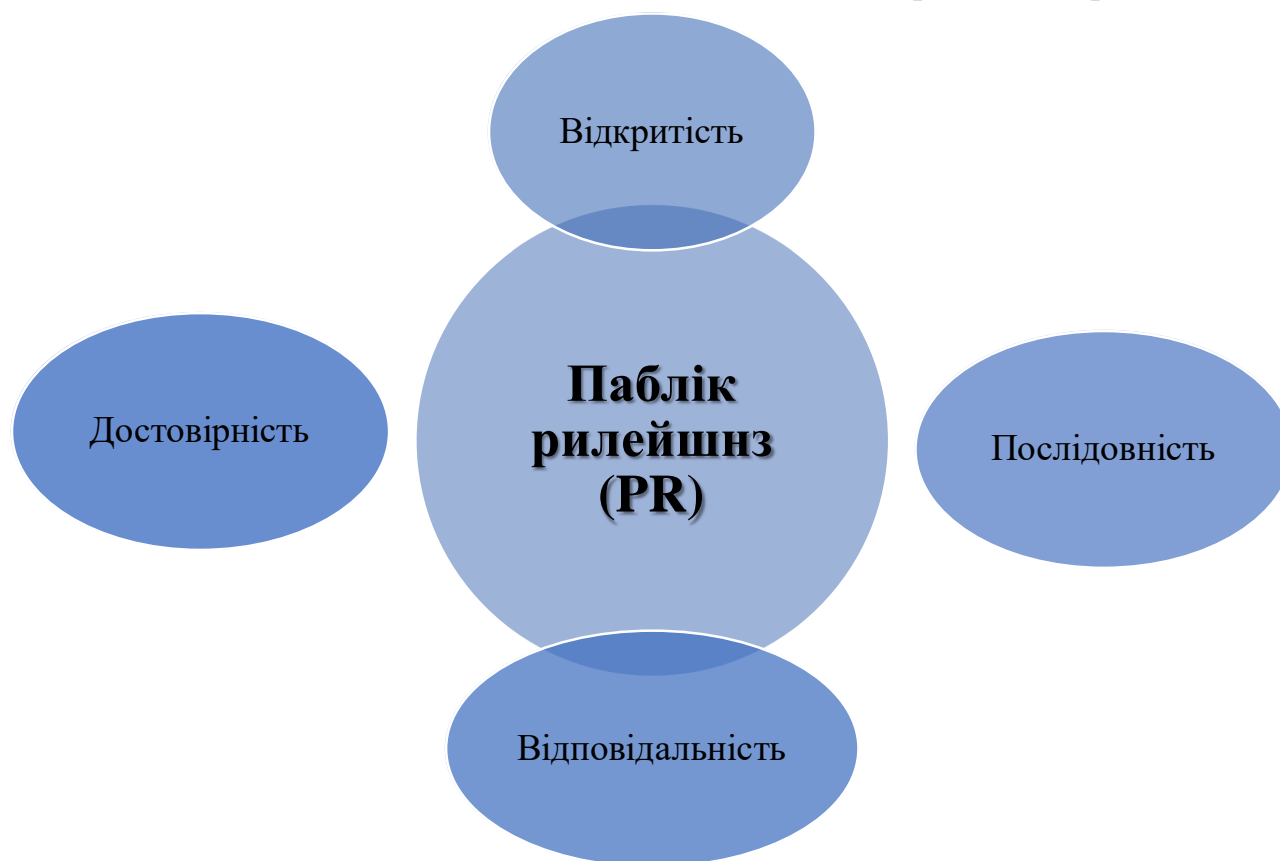 Відкритість
Достовірність
Паблік
рилейшнз
(PR)
Послідовність
Відповідальність